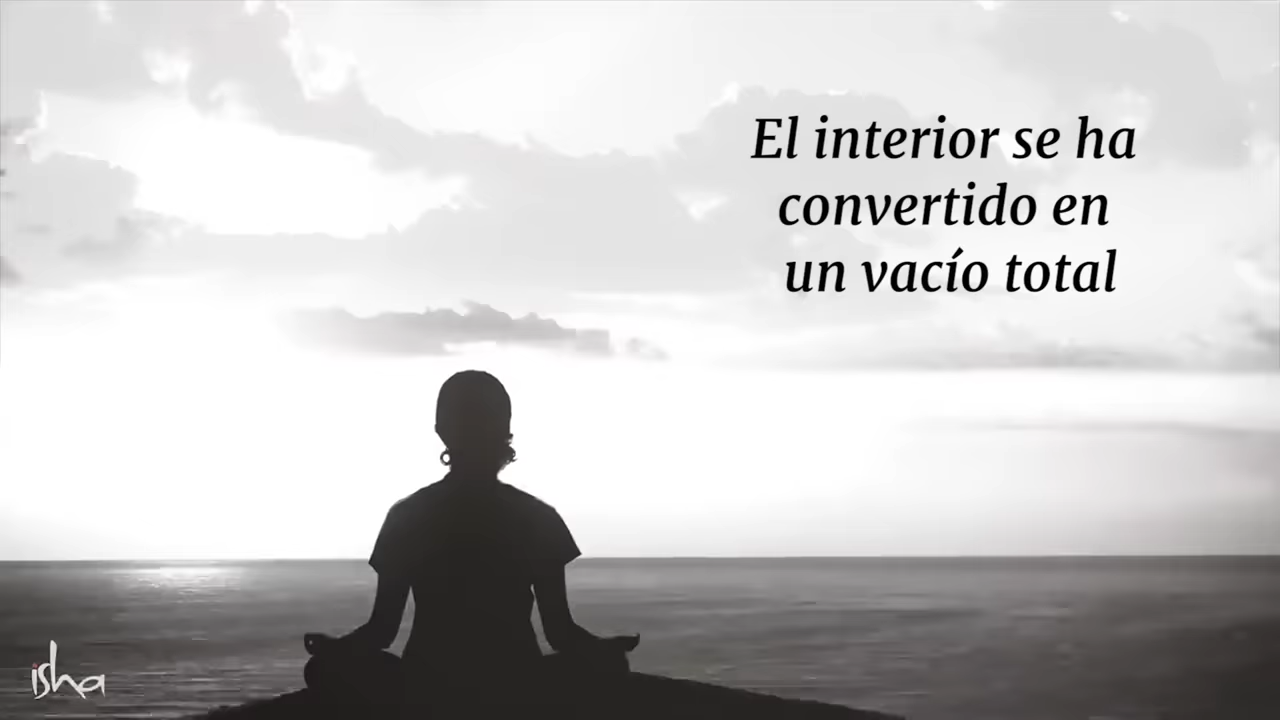 El interior se ha
convertido en
un vacío total
isha